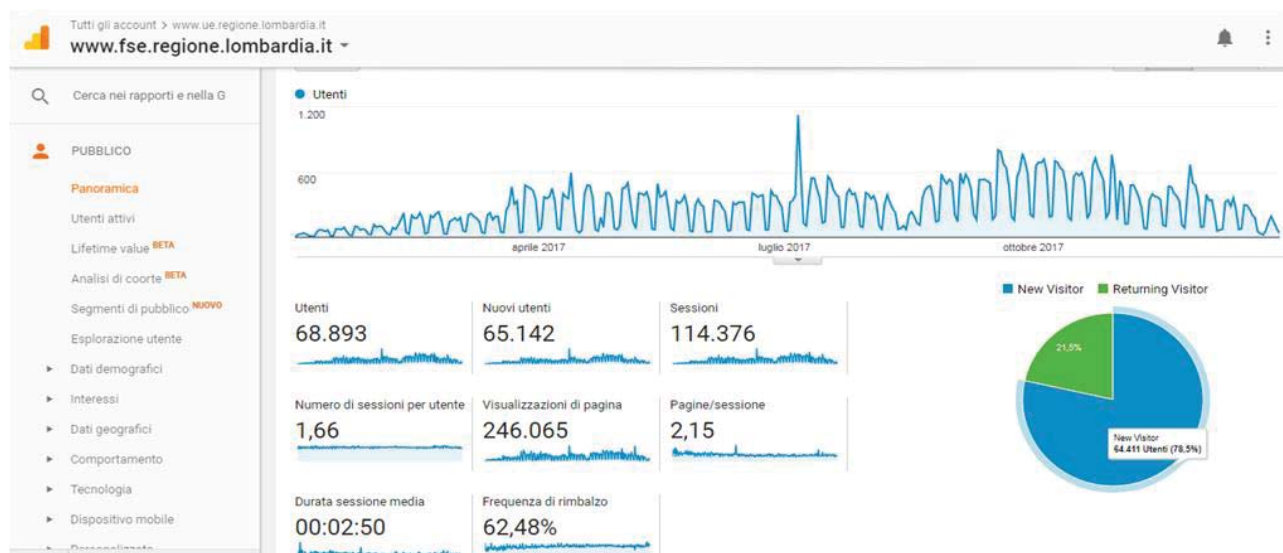 Tutti gli account > www.ue.regione.lombardia.it
www.fse.regione.lombardia.it
Cerca nei rapporti e nella G
PUBBLICO
Panoramica
Utenti attivi
Lifetime value BETA
Analisi di coorte BETA
Segmenti di pubblico NUOVO
Esplorazione utente
Dati demografici
Interessi
Dati geografici
Comportamento
Tecnologia
Dispositivo mobile
Utenti
1.200
600
aprile 2017
luglio 2017
ottobre 2017
Utenti
68.893
Nuovi utenti
65.142
Sessioni
114.376
Numero di sessioni per utente
1,66
Visualizzazioni di pagina
246.065
Pagine/sessione
2,15
Durata sessione media
00:02:50
Frequenza di rimbalzo
62,48%
New Visitor
Returning Visitor
21,5%
New Visitor
64.411 Utenti (78,5%)